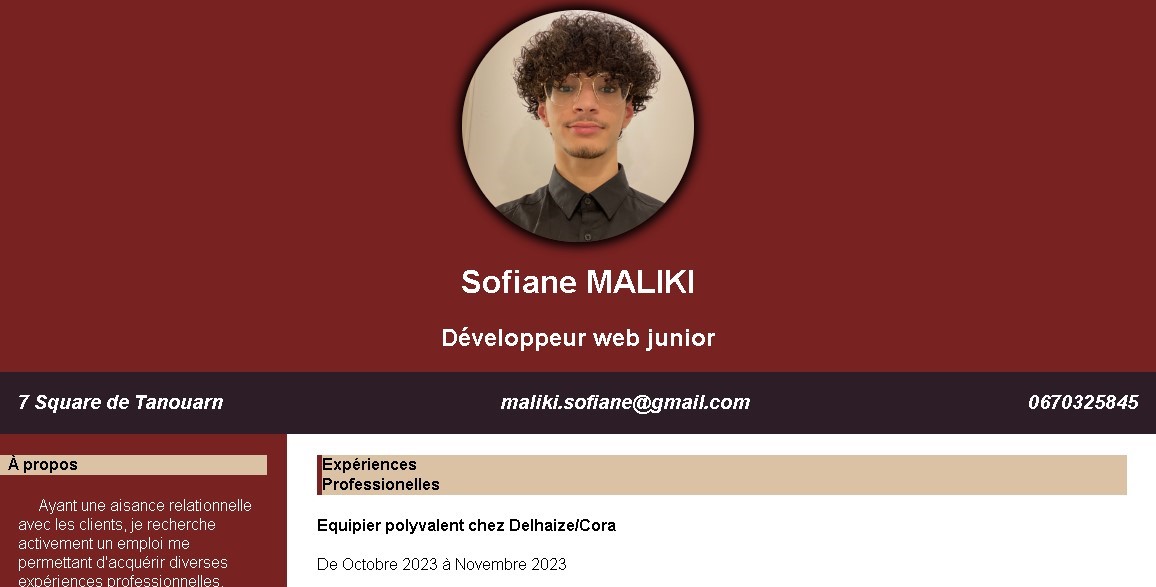 Sofiane MALIKI
Développeur web junior
7 Square de Tanouarn
maliki.sofiane@gmail.com
0670325845
À propos
Ayant une aisance relationnelle
avec les clients, je recherche
activement un emploi me
permettant d'acquérir diverses
expériences professionnelles.
Expériences
Professionelles
Equipier polyvalent chez Delhaize/Cora
De Octobre 2023 à Novembre 2023